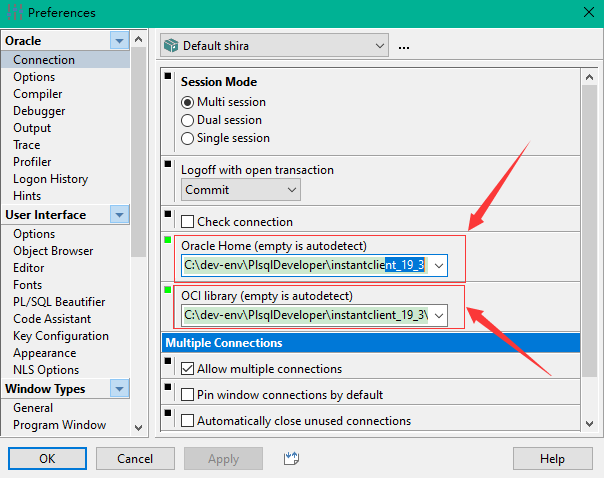 Preferences
Oracle
Connection
Options
Compiler
Debugger
Output
Trace
Profiler
Logon History
Hints
User Interface
Options
Object Browser
Editor
Fonts
PL/SQL Beautifier
Code Assistant
Key Configuration
Appearance
NLS Options
Window Types
General
Program Window
Default shira
...
Session Mode
Multi session
Dual session
Single session
Logoff with open transaction
Commit
Check connection
Oracle Home (empty is autodetect)
C:\dev-env\PlsqlDeveloper\instantclient_19_3
OCI library (empty is autodetect)
C:\dev-env\PlsqlDeveloper\instantclient_19_3\
Multiple Connections
Allow multiple connections
Pin window connections by default
Automatically close unused connections
OK
Cancel
Apply
Help